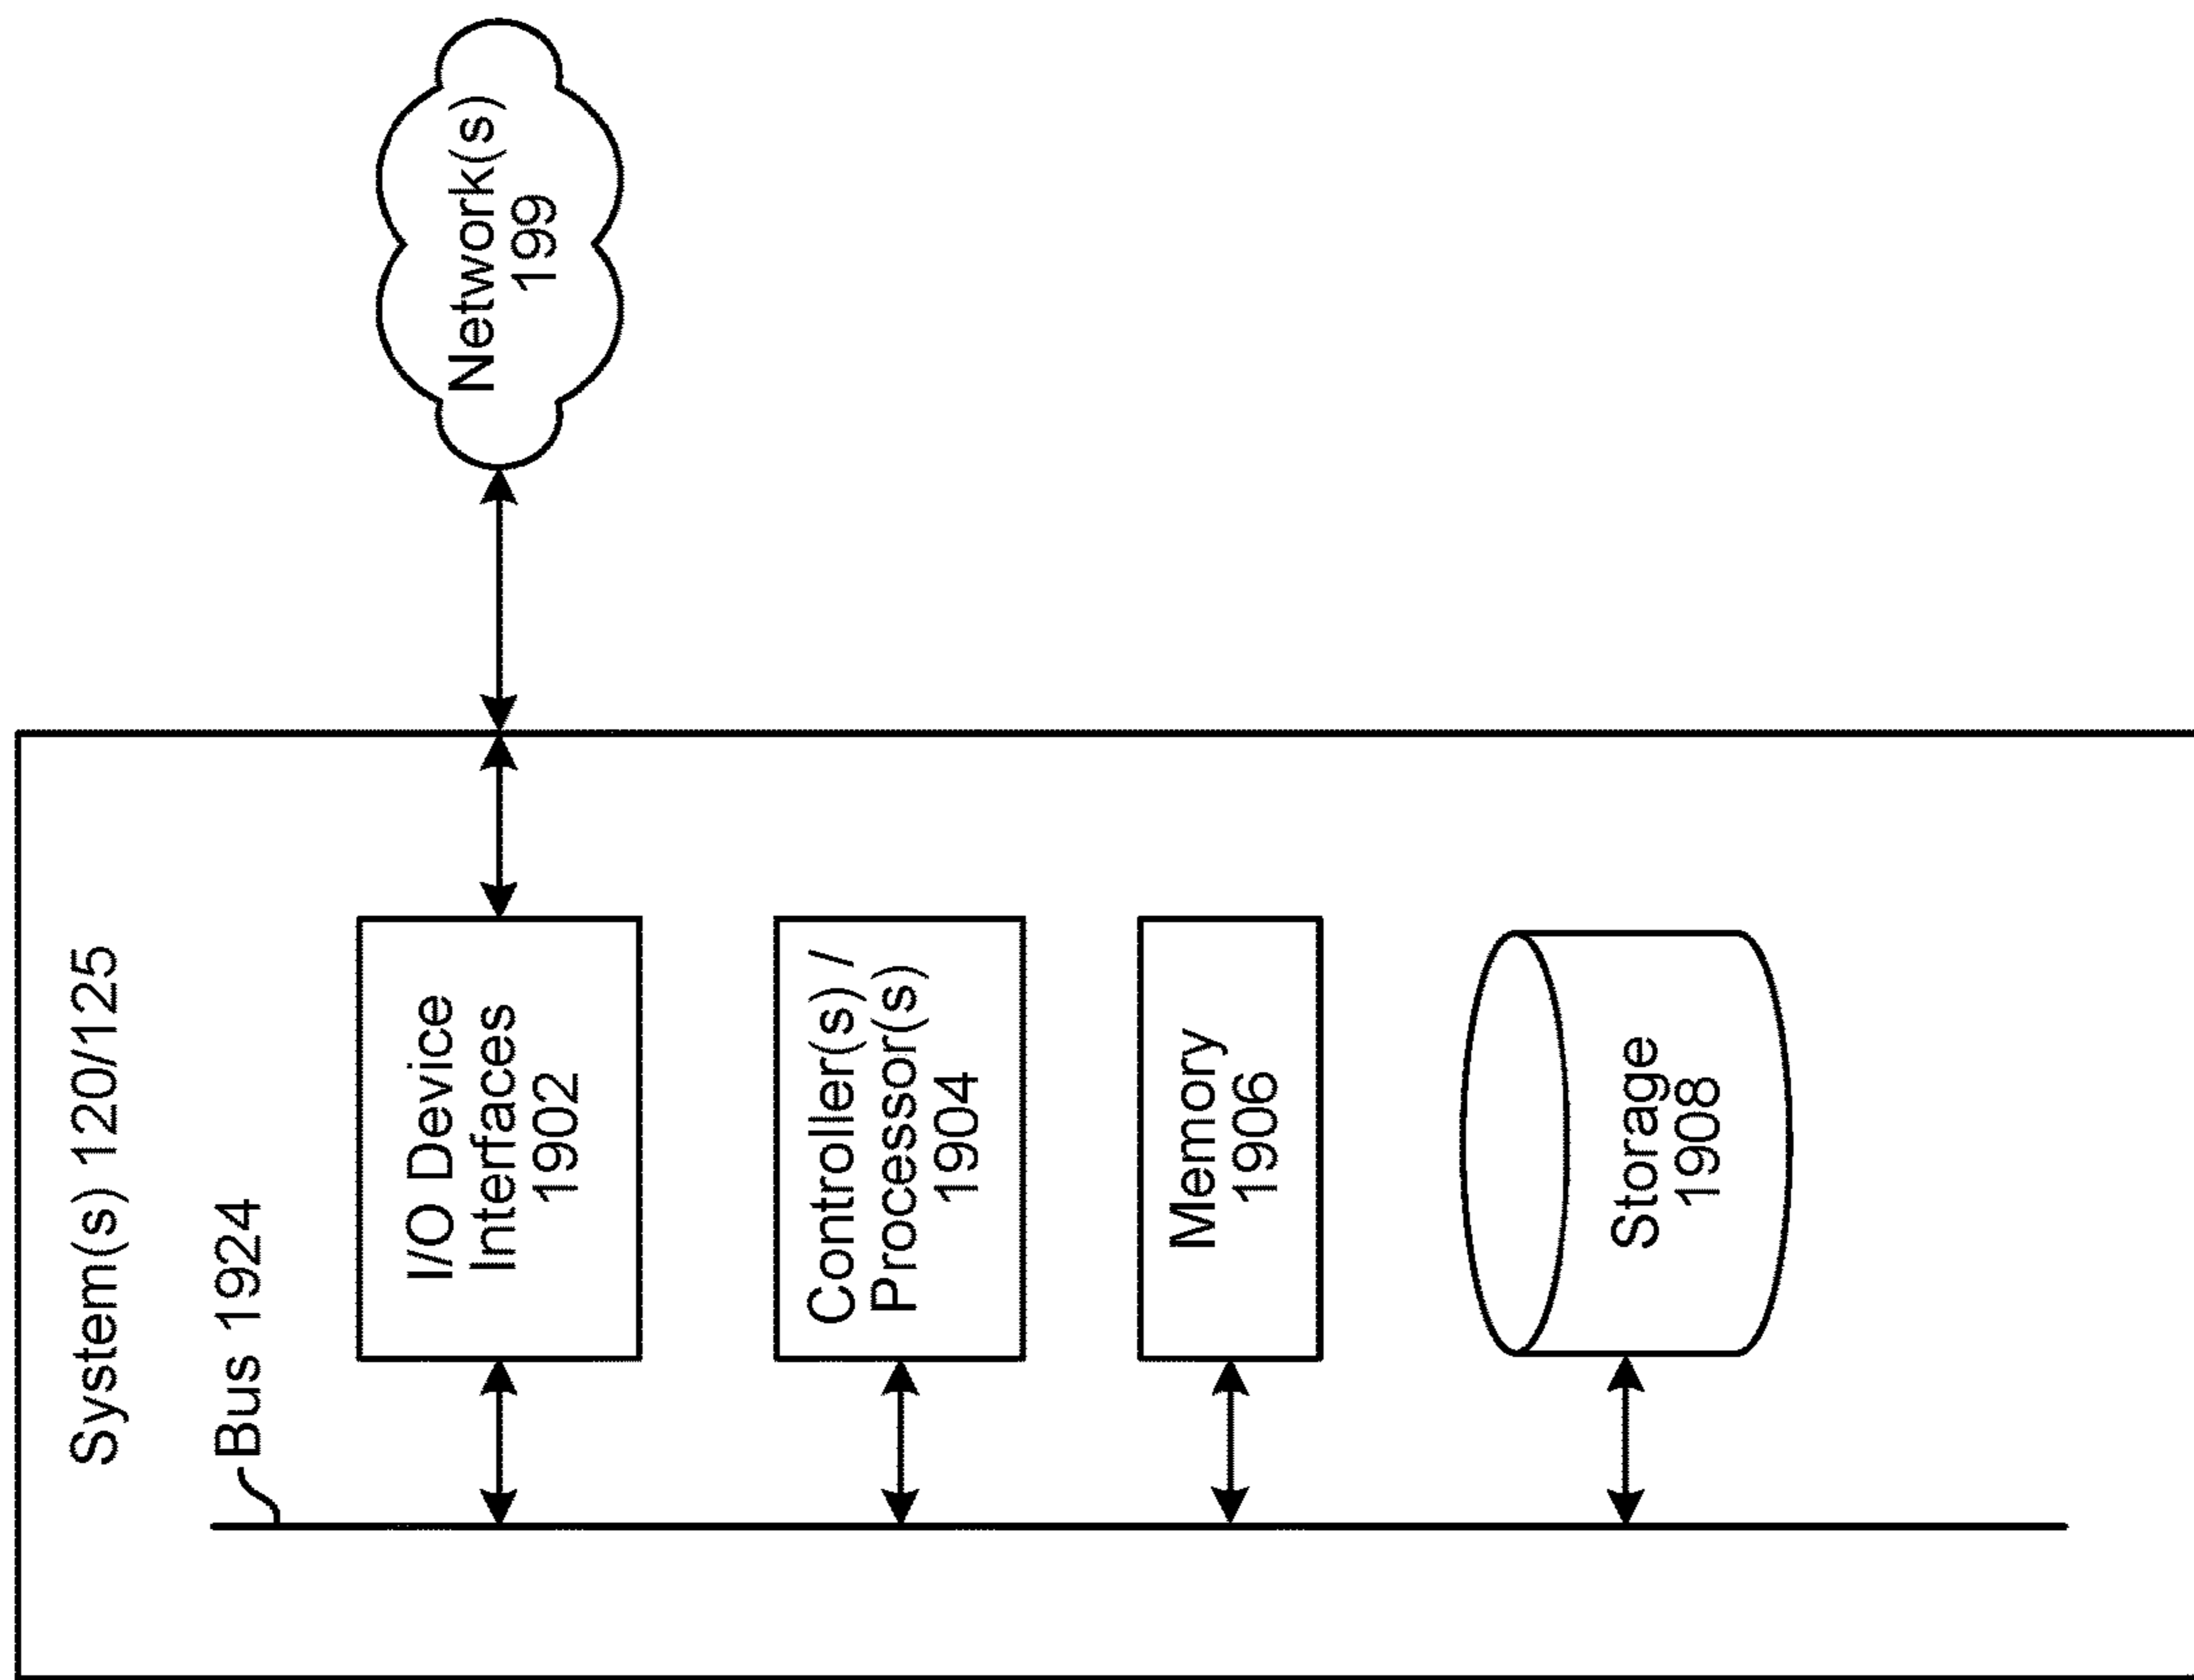 System(s) 120/125
Bus 1924
I/O Device
Interfaces
1902
Network(s)
199
Controller(s) /
Processor(s)
1904
Memory
1906
Storage
1908